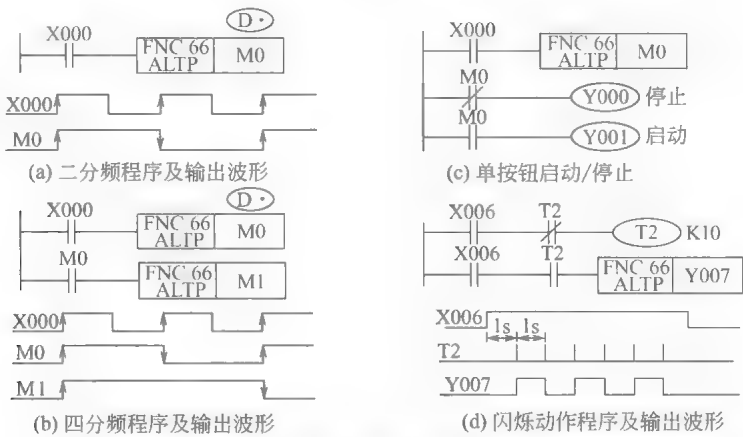 D·
X000
FNC 66
ALTP
M0
X000
M0
(a) 二分频程序及输出波形
D·
X000
FNC 66
ALTP
M0
M0
FNC 66
ALTP
M1
X000
M0
M1
(b) 四分频程序及输出波形
X000
FNC 66
ALTP
M0
M0
Y000 停止
M0
Y001 启动
(c) 单按钮启动/停止
X006
T2
T2 K10
X006
T2
FNC 66
ALTP
Y007
X006
1s 1s
T2
Y007
(d) 闪烁动作程序及输出波形